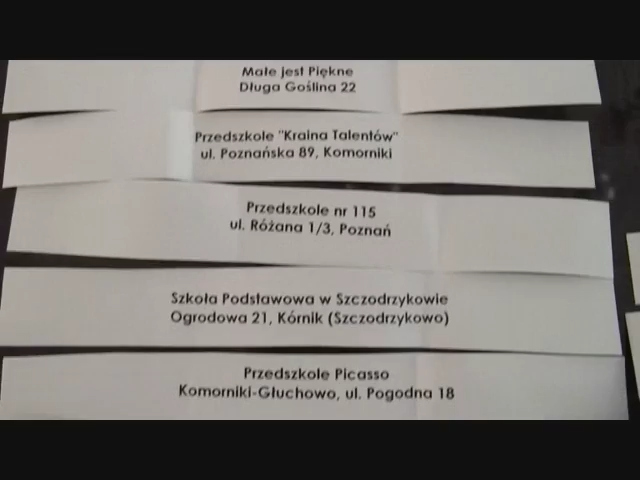 Małe jest Piękne
Długa Goślina 22
Przedszkole "Kraina Talentów"
ul. Poznańska 89, Komorniki
Przedszkole nr 115
ul. Różana 1/3, Poznań
Szkoła Podstawowa w Szczodrzykowie
Ogrodowa 21, Kórnik (Szczodrzykowo)
Przedszkole Picasso
Komorniki-Głuchowo, ul. Pogodna 18